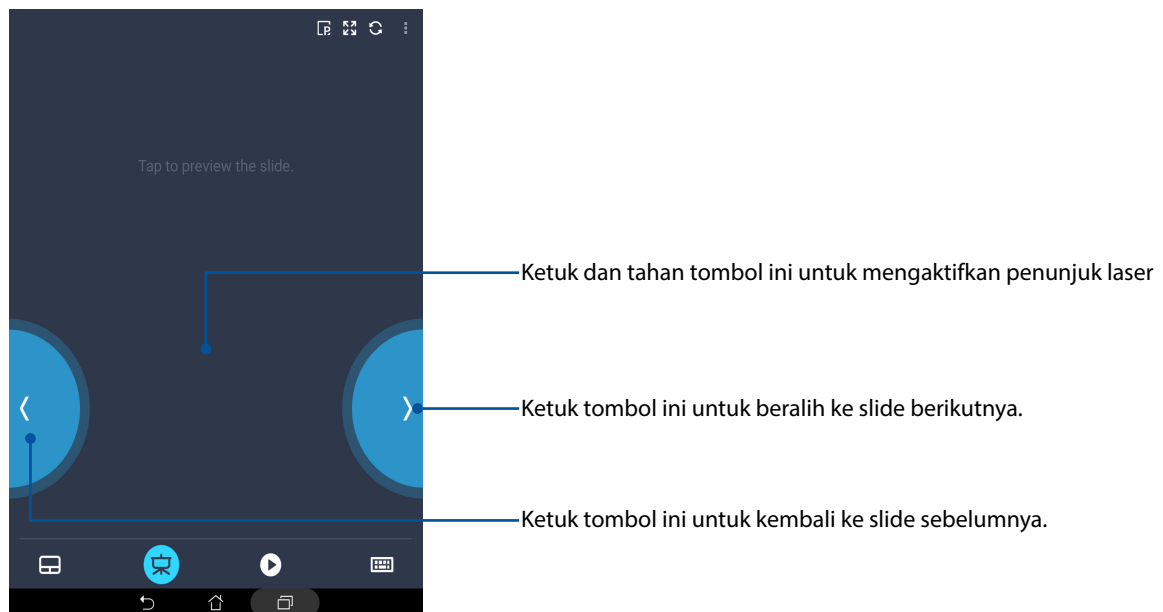 Tap to preview the slide.
Ketuk dan tahan tombol ini untuk mengaktifkan penunjuk laser
Ketuk tombol ini untuk beralih ke slide berikutnya.
Ketuk tombol ini untuk kembali ke slide sebelumnya.